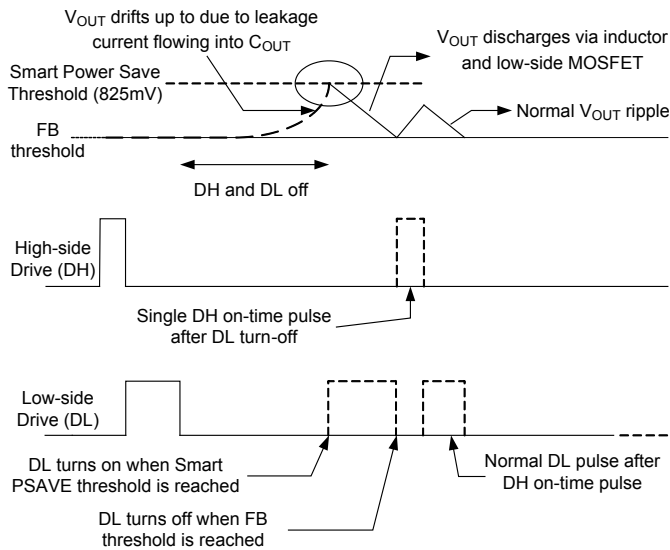 VOUT drifts up to due to leakage
current flowing into COUT
VOUT discharges via inductor
and low-side MOSFET
Smart Power Save
Threshold (825mV)
Normal VOUT ripple
FB
threshold
DH and DL off
High-side
Drive (DH)
Single DH on-time pulse
after DL turn-off
Low-side
Drive (DL)
DL turns on when Smart
PSAVE threshold is reached
Normal DL pulse after
DH on-time pulse
DL turns off when FB
threshold is reached